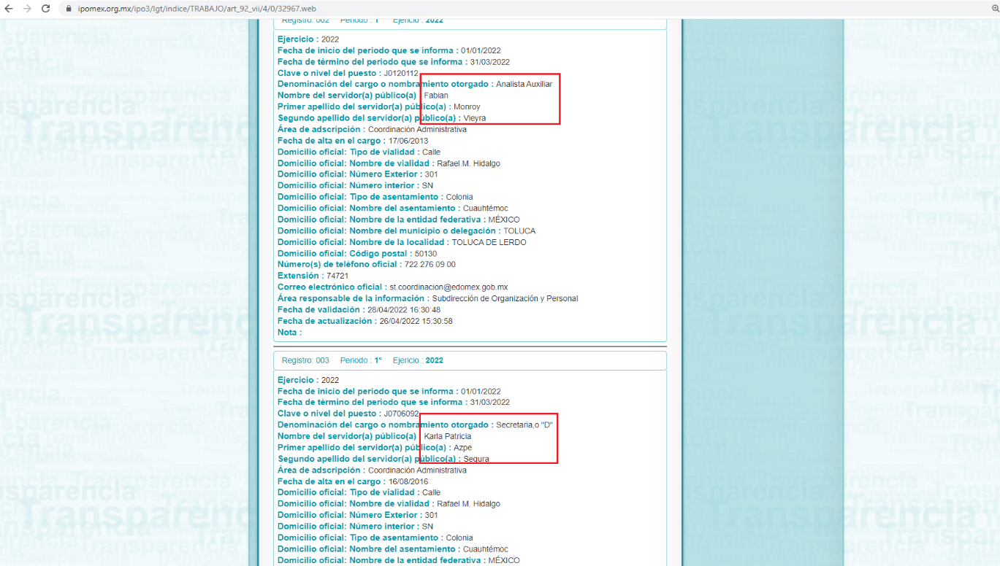 ipomex.org.mx/ipo3/lgt/indice/TRABAJO/art_92_vii/4/0/32967.web
Registro: 002 Periodo : 1° Ejericio : 2022
Ejercicio : 2022
Fecha de inicio del periodo que se informa : 01/01/2022
Fecha de término del periodo que se informa : 31/03/2022
Clave o nivel del puesto : J0120112
Denominación del cargo o nombramiento otorgado : Analista Auxiliar
Nombre del servidor(a) público(a) : Fabian
Primer apellido del servidor(a) público(a) : Monroy
Segundo apellido del servidor(a) público(a) : Vieyra
Área de adscripción : Coordinación Administrativa
Fecha de alta en el cargo : 17/06/2013
Domicilio oficial: Tipo de vialidad : Calle
Domicilio oficial: Nombre de vialidad : Rafael M. Hidalgo
Domicilio oficial: Número Exterior : 301
Domicilio oficial: Número interior : SN
Domicilio oficial: Tipo de asentamiento : Colonia
Domicilio oficial: Nombre del asentamiento : Cuauhtémoc
Domicilio oficial: Nombre de la entidad federativa : MÉXICO
Domicilio oficial: Nombre del municipio o delegación : TOLUCA
Domicilio oficial: Nombre de la localidad : TOLUCA DE LERDO
Domicilio oficial: Código postal : 50130
Número(s) de teléfono oficial : 722 276 09 00
Extensión : 74721
Correo electrónico oficial : st.coordinacion@edomex.gob.mx
Área responsable de la información : Subdirección de Organización y Personal
Fecha de validación : 28/04/2022 16:30:48
Fecha de actualización : 26/04/2022 15:30:58
Nota :
Registro: 003 Periodo : 1° Ejericio : 2022
Ejercicio : 2022
Fecha de inicio del periodo que se informa : 01/01/2022
Fecha de término del periodo que se informa : 31/03/2022
Clave o nivel del puesto : J0706092
Denominación del cargo o nombramiento otorgado : Secretaria,o "D"
Nombre del servidor(a) público(a) : Karla Patricia
Primer apellido del servidor(a) público(a) : Azpe
Segundo apellido del servidor(a) público(a) : Segura
Área de adscripción : Coordinación Administrativa
Fecha de alta en el cargo : 16/08/2016
Domicilio oficial: Tipo de vialidad : Calle
Domicilio oficial: Nombre de vialidad : Rafael M. Hidalgo
Domicilio oficial: Número Exterior : 301
Domicilio oficial: Número interior : SN
Domicilio oficial: Tipo de asentamiento : Colonia
Domicilio oficial: Nombre del asentamiento : Cuauhtémoc
Domicilio oficial: Nombre de la entidad federativa : MÉXICO